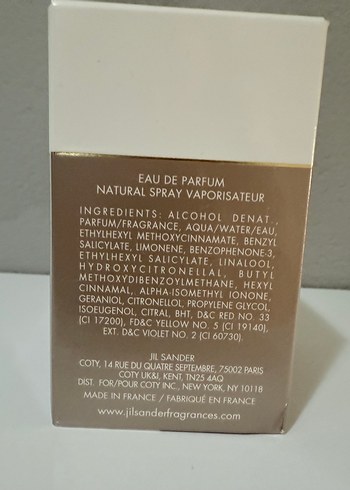 EAU DE PARFUM
NATURAL SPRAY VAPORISATEUR
INGREDIENTS: ALCOHOL DENAT.,
PARFUM/FRAGRANCE, AQUA/WATER/EAU,
ETHYLHEXYL METHOXYCINNAMATE, BENZYL
SALICYLATE, LIMONENE, BENZOPHENONE-3,
ETHYLHEXYL SALICYLATE, LINALOOL,
HYDROXYCITRONELLAL, BUTYL
METHOXYDIBENZOYLMETHANE, HEXYL
CINNAMAL, ALPHA-ISOMETHYL IONONE,
GERANIOL, CITRONELLOL, PROPYLENE GLYCOL,
ISOEUGENOL, CITRAL, BHT, D&C RED NO. 33
(CI 17200), FD&C YELLOW NO. 5 (CI 19140),
EXT. D&C VIOLET NO. 2 (CI 60730).
JIL SANDER
COTY, 14 RUE DU QUATRE SEPTEMBRE, 75002 PARIS
COTY UK&I, KENT, TN25 4AQ
DIST. FOR/POUR COTY INC., NEW YORK, NY 10118
MADE IN FRANCE / FABRIQUÉ EN FRANCE
www.jilsanderfragrances.com